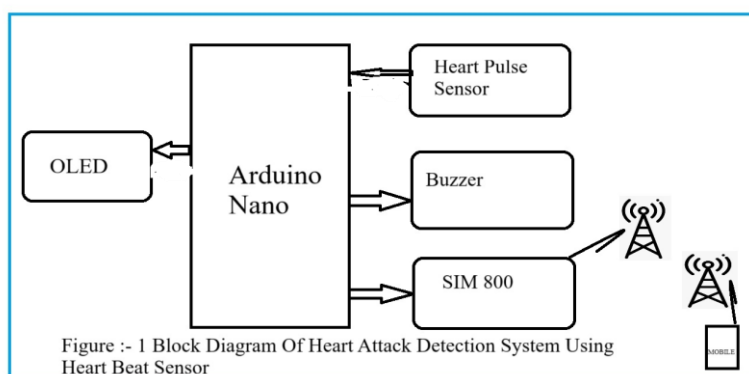 Heart Pulse
Sensor
OLED
Arduino
Nano
Buzzer
SIM 800
MOBILE
Figure :- 1 Block Diagram Of Heart Attack Detection System Using
Heart Beat Sensor